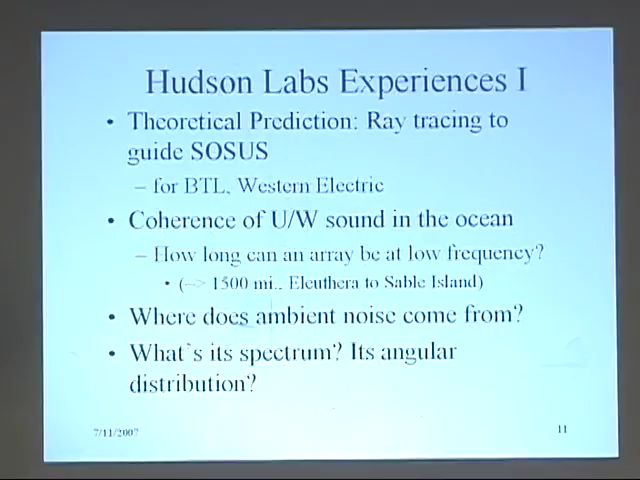 Hudson Labs Experiences I
• Theoretical Prediction: Ray tracing to
guide SOSUS
– for BTL, Western Electric
• Coherence of U/W sound in the ocean
– How long can an array be at low frequency?
• (--> 1500 mi., Eleuthera to Sable Island)
• Where does ambient noise come from?
• What`s its spectrum? Its angular
distribution?
7/11/2007
11